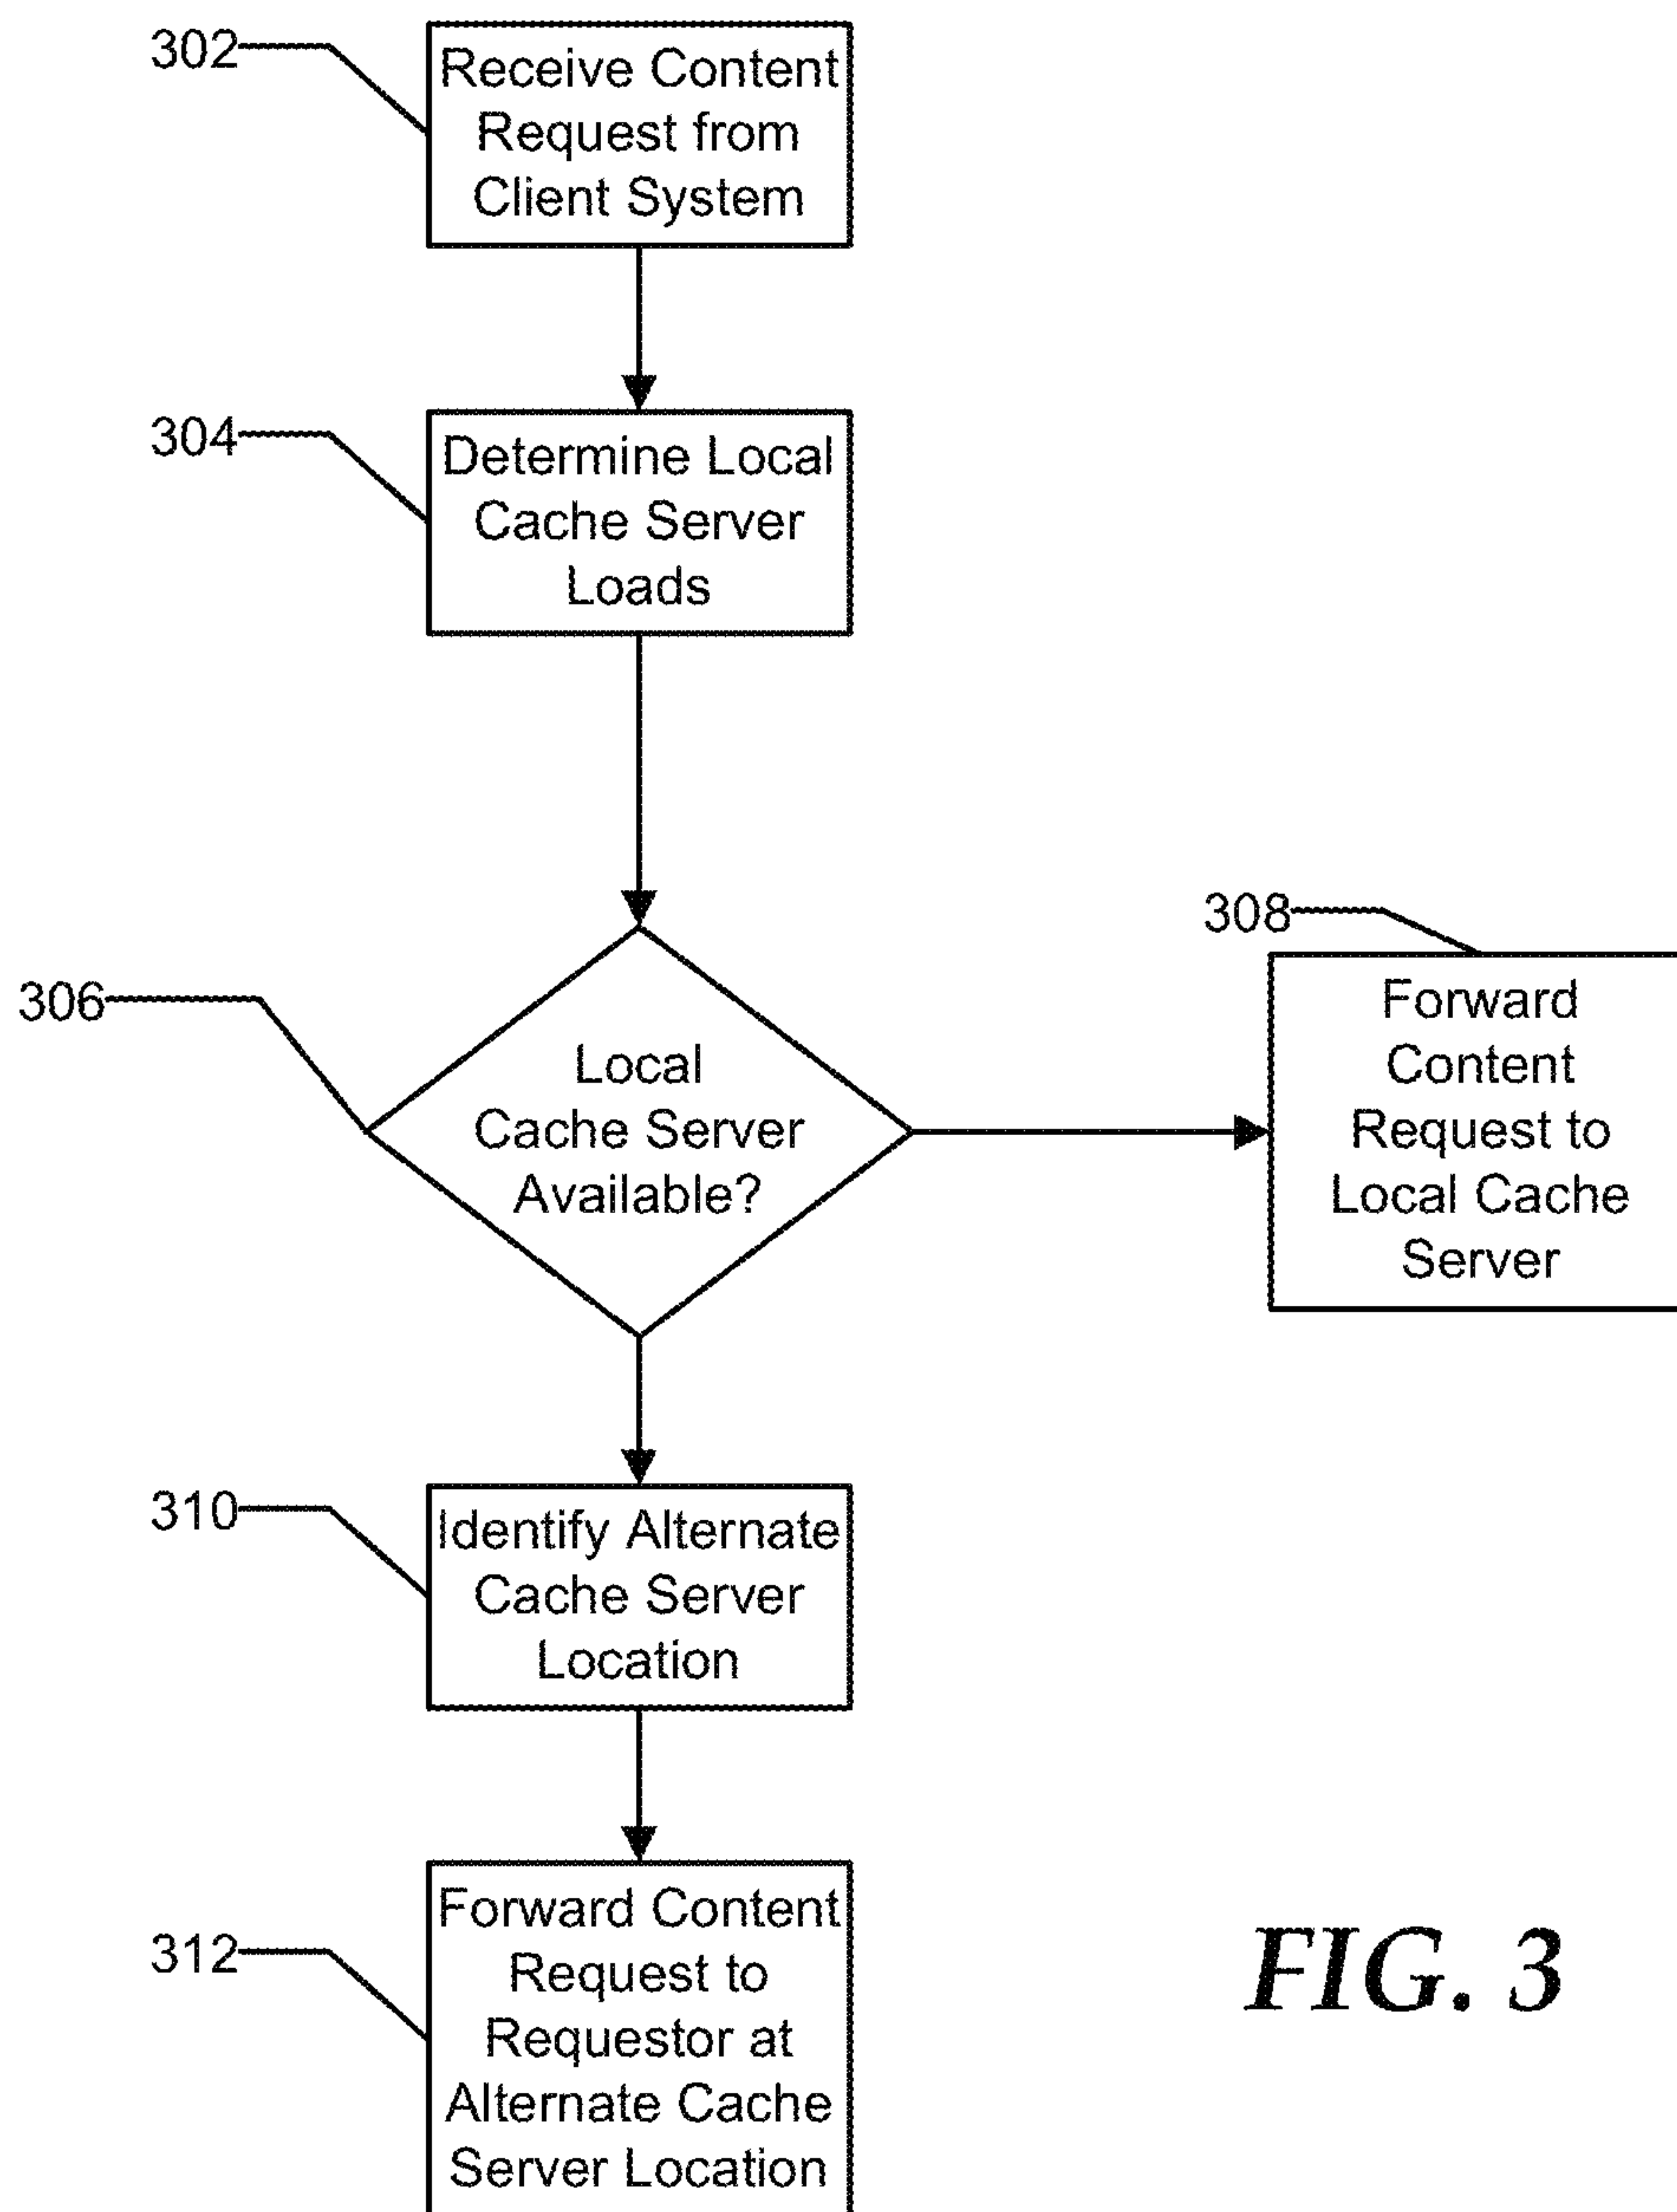 302
Receive Content
Request from
Client System
304
Determine Local
Cache Server
Loads
306
Local
Cache Server
Available?
308
Forward
Content
Request to
Local Cache
Server
310
Identify Alternate
Cache Server
Location
312
Forward Content
Request to
Requestor at
Alternate Cache
Server Location
FIG. 3